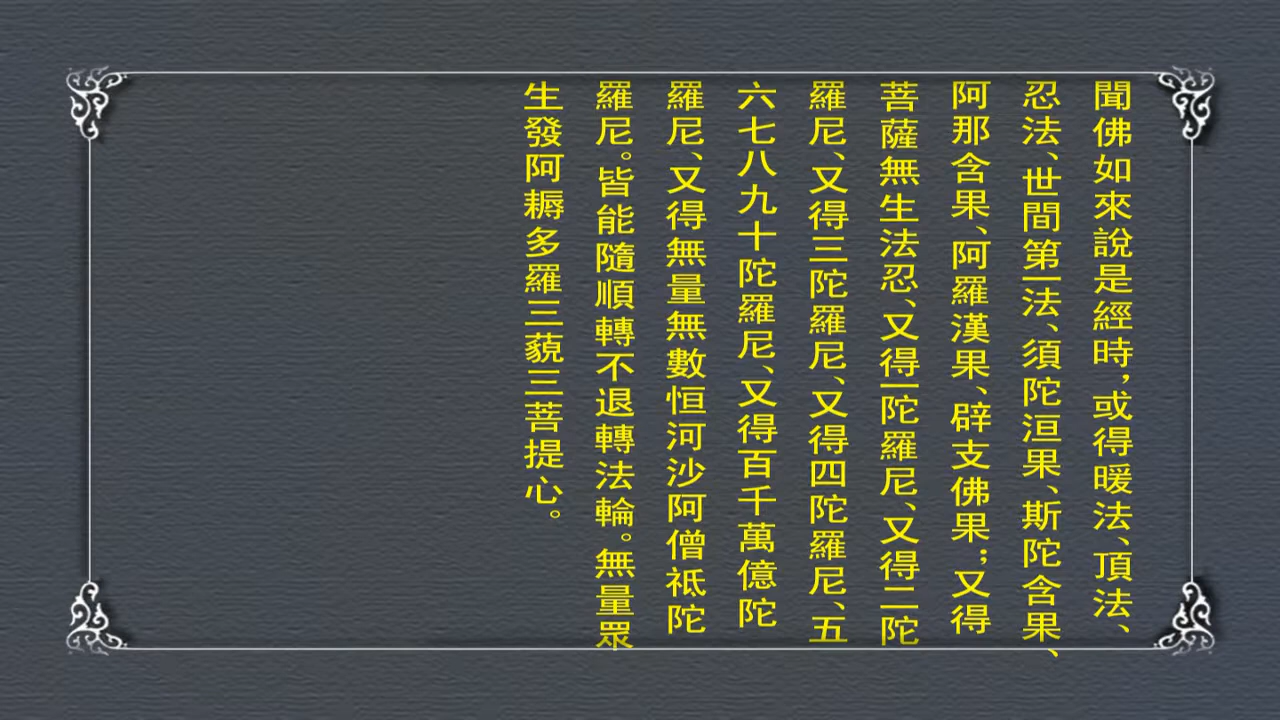 聞佛如來說是經時，或得暖法、頂法、
忍法、世間第一法、須陀洹果、斯陀含果、
阿那含果、阿羅漢果、辟支佛果；又得
菩薩無生法忍、又得一陀羅尼、又得二陀
羅尼、又得三陀羅尼、又得四陀羅尼、五
六七八九十陀羅尼、又得百千萬億陀
羅尼、又得無量無數恒河沙阿僧祇陀
羅尼。皆能隨順轉不退轉法輪。無量眾
生發阿耨多羅三藐三菩提心。